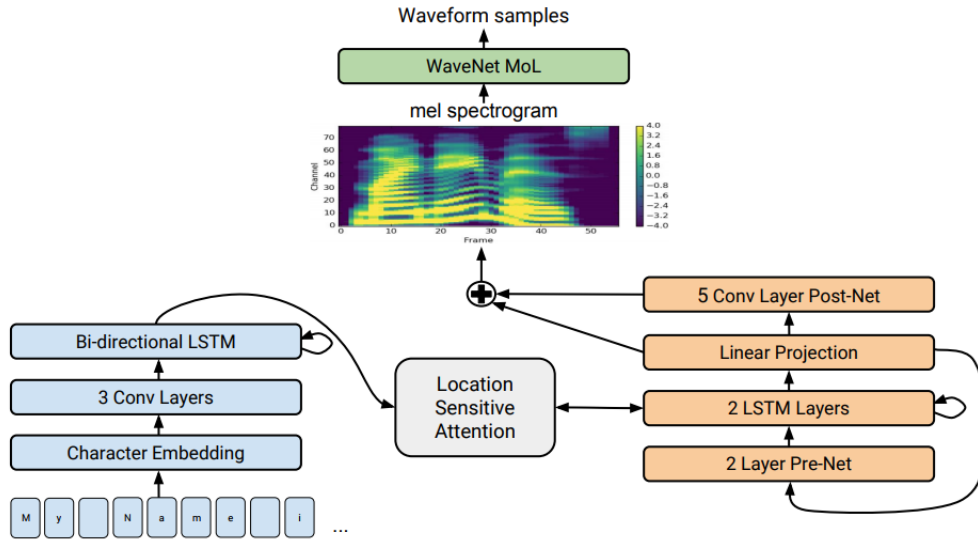 Waveform samples
WaveNet MoL
mel spectrogram
70
60
50
40
30
20
10
0
Channel
0 10 20 30 40 50
Frame
4.0
3.2
2.4
1.6
0.8
0.0
−0.8
−1.6
−2.4
−3.2
−4.0
5 Conv Layer Post-Net
Linear Projection
2 LSTM Layers
2 Layer Pre-Net
Location
Sensitive
Attention
Bi-directional LSTM
3 Conv Layers
Character Embedding
M y N a m e i ...